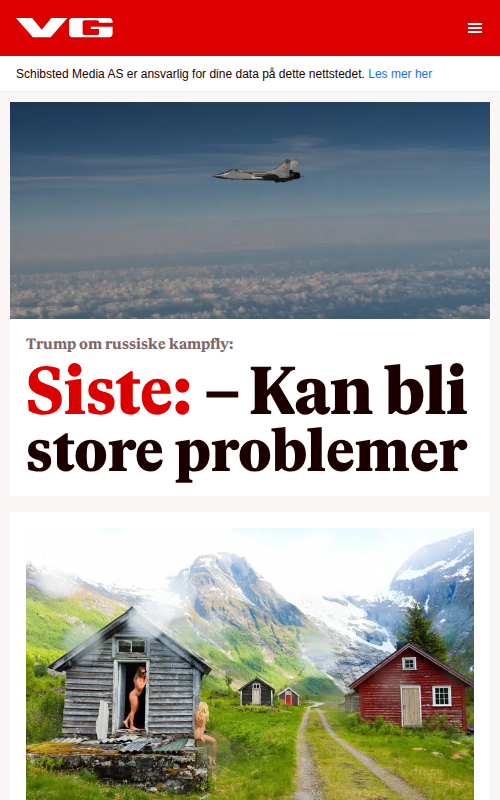 VG
Schibsted Media AS er ansvarlig for dine data på dette nettstedet. Les mer her
Trump om russiske kampfly:
Siste: – Kan bli
store problemer